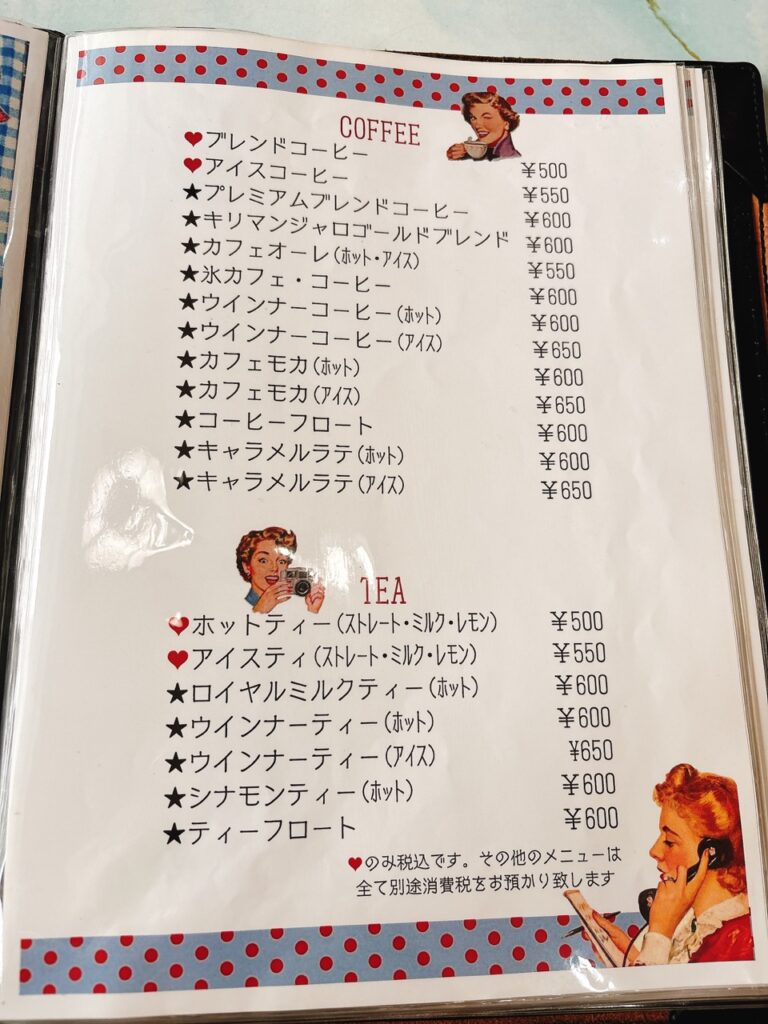 COFFEE
♥ブレンドコーヒー ¥500
♥アイスコーヒー ¥550
★プレミアムブレンドコーヒー ¥600
★キリマンジャロゴールドブレンド ¥600
★カフェオーレ(ホット・アイス) ¥550
★氷カフェ・コーヒー ¥600
★ウインナーコーヒー(ホット) ¥600
★ウインナーコーヒー(アイス) ¥650
★カフェモカ(ホット) ¥600
★カフェモカ(アイス) ¥650
★コーヒーフロート ¥600
★キャラメルラテ(ホット) ¥600
★キャラメルラテ(アイス) ¥650
TEA
♥ホットティー(ストレート・ミルク・レモン) ¥500
♥アイスティ(ストレート・ミルク・レモン) ¥550
★ロイヤルミルクティー(ホット) ¥600
★ウインナーティー(ホット) ¥600
★ウインナーティー(アイス) ¥650
★シナモンティー(ホット) ¥600
★ティーフロート ¥600
♥のみ税込です。その他のメニューは
全て別途消費税をお預かり致します